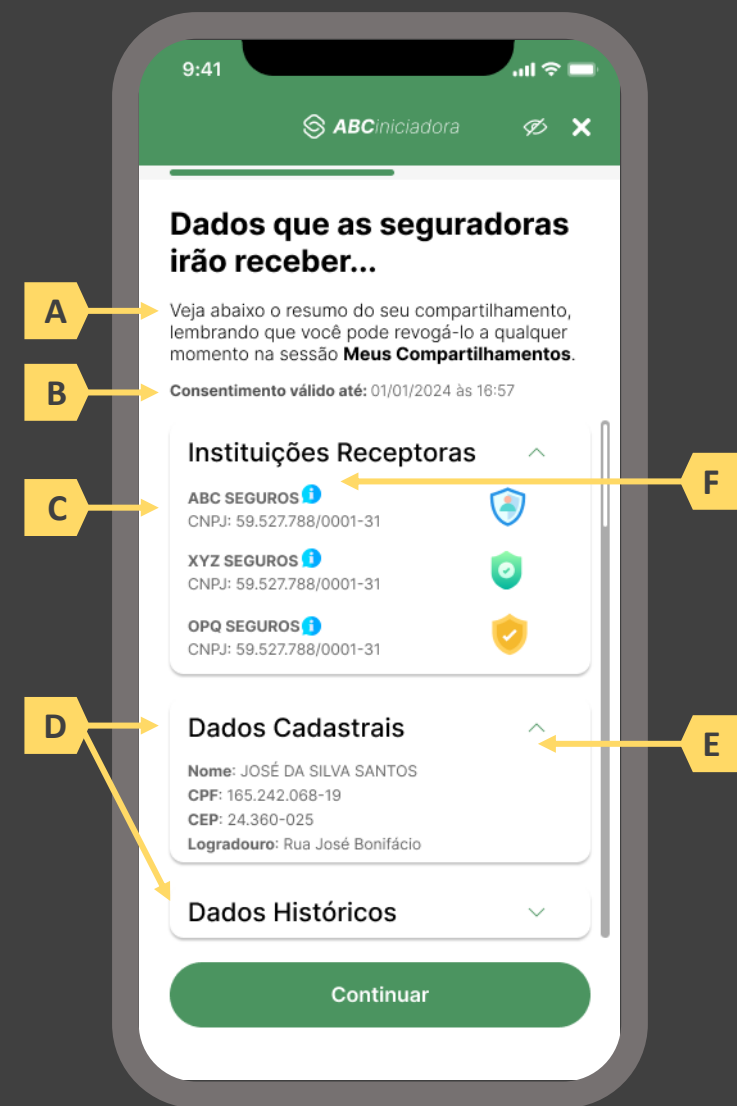 9:41
ABCiniciadora
Dados que as seguradoras
irão receber...
A
Veja abaixo o resumo do seu compartilhamento,
lembrando que você pode revogá-lo a qualquer
momento na sessão Meus Compartilhamentos.
B
Consentimento válido até: 01/01/2024 às 16:57
Instituições Receptoras
F
C
ABC SEGUROS i
CNPJ: 59.527.788/0001-31
XYZ SEGUROS i
CNPJ: 59.527.788/0001-31
OPQ SEGUROS i
CNPJ: 59.527.788/0001-31
D
Dados Cadastrais
E
Nome: JOSÉ DA SILVA SANTOS
CPF: 165.242.068-19
CEP: 24.360-025
Logradouro: Rua José Bonifácio
Dados Históricos
Continuar